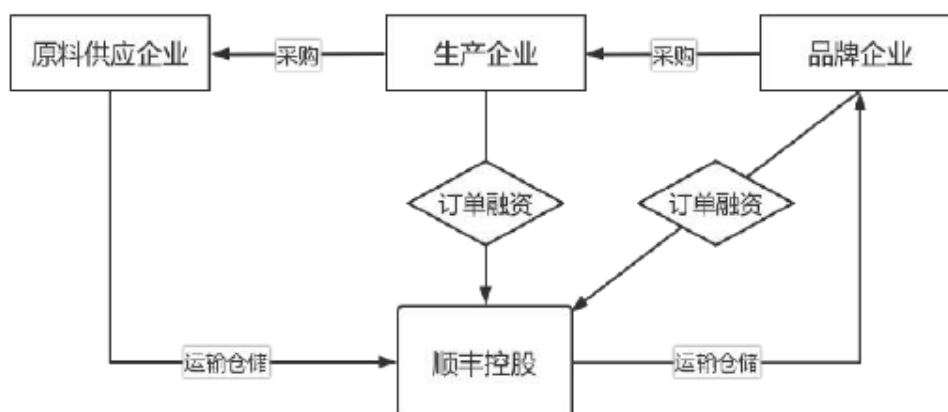 原料供应企业
采购
生产企业
采购
品牌企业
订单融资
订单融资
运输仓储
顺丰控股
运输仓储